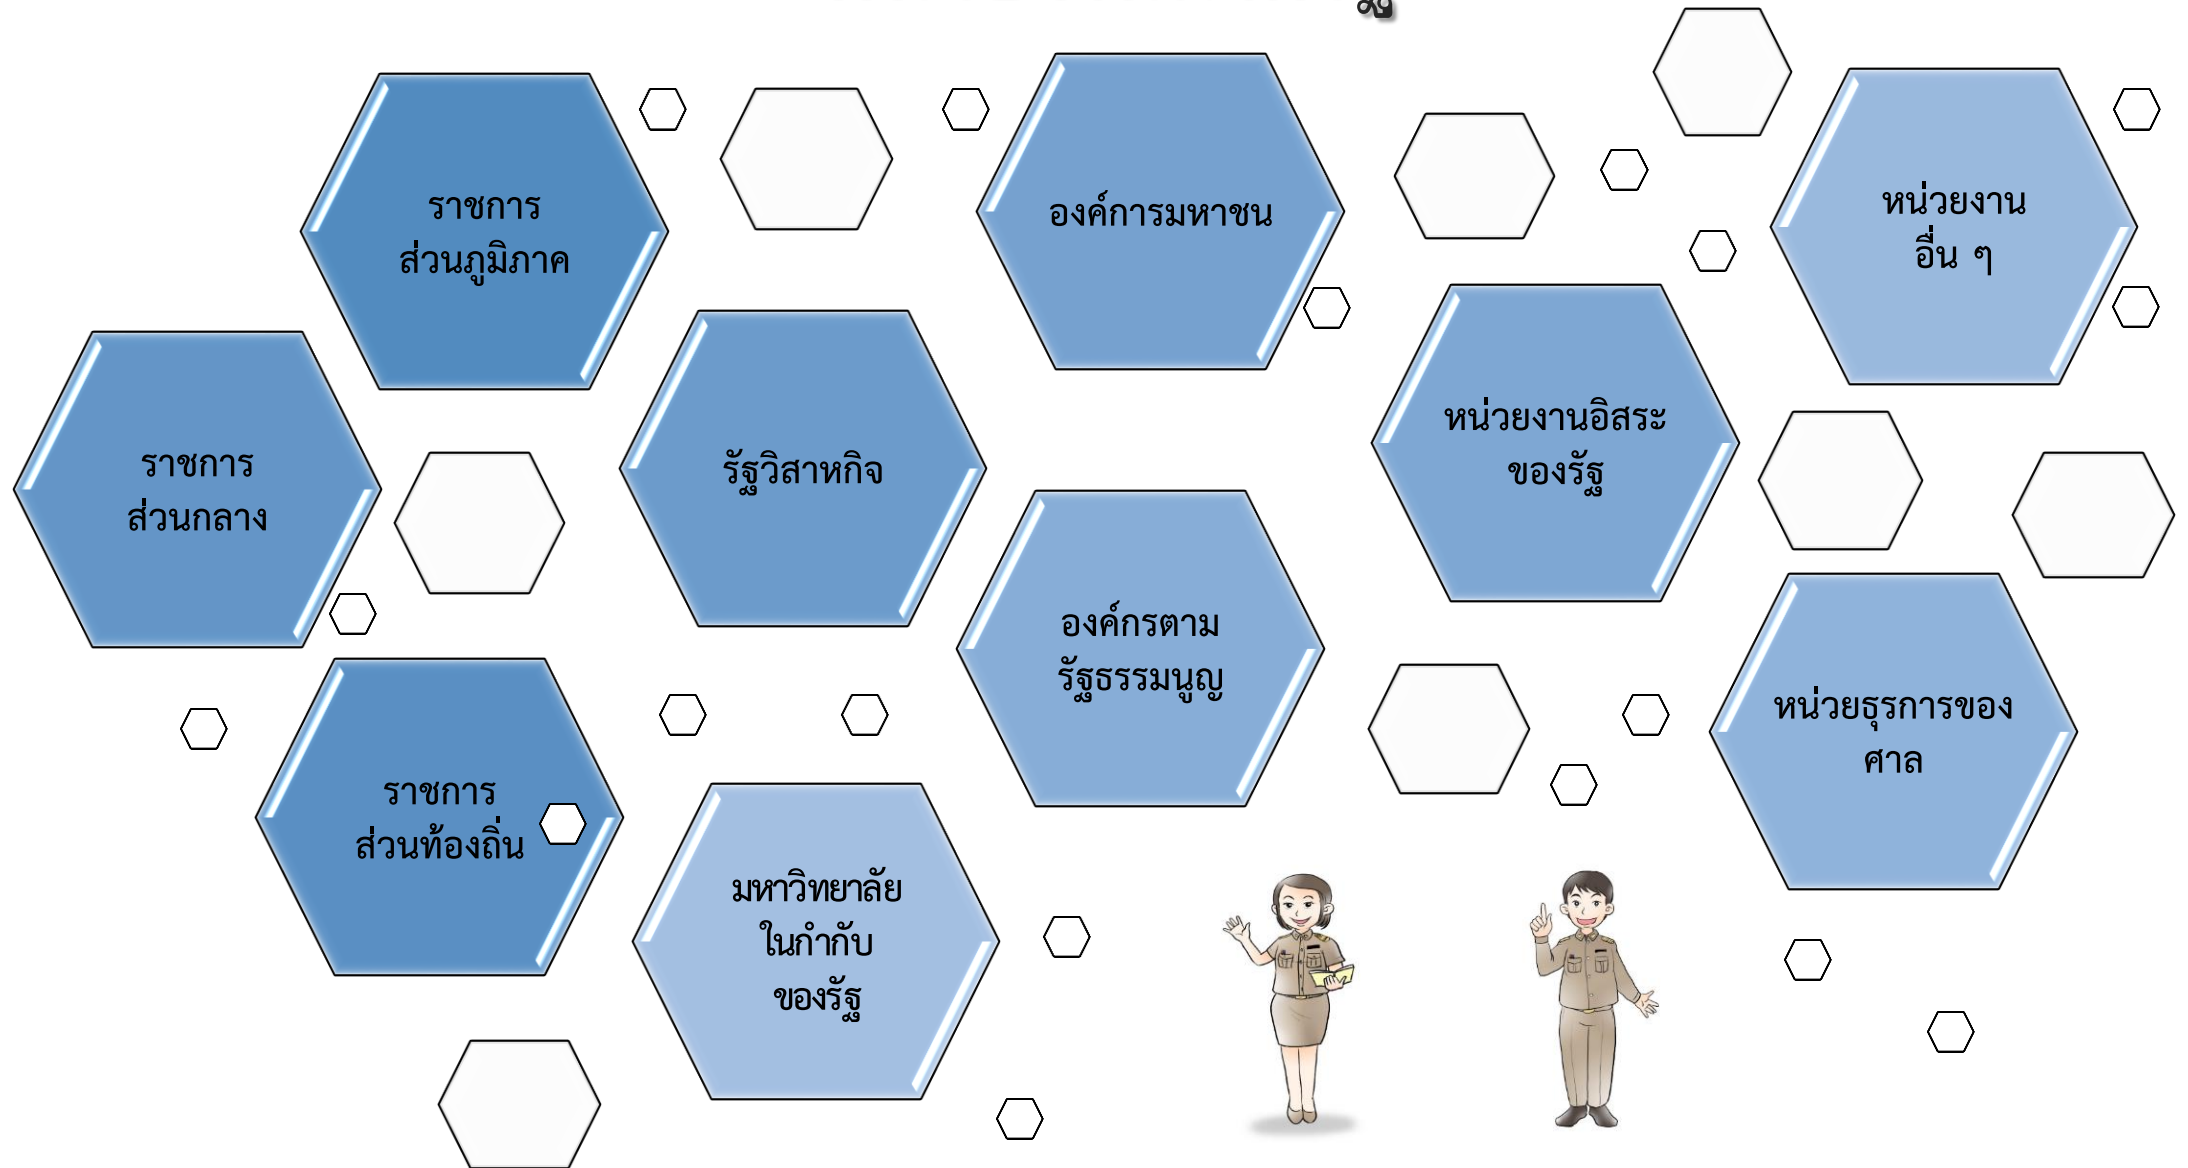 ราชการ
ส่วนภูมิภาค
องค์การมหาชน
หน่วยงาน
อื่น ๆ
ราชการ
ส่วนกลาง
รัฐวิสาหกิจ
หน่วยงานอิสระ
ของรัฐ
องค์กรตาม
รัฐธรรมนูญ
หน่วยธุรการของ
ศาล
ราชการ
ส่วนท้องถิ่น
มหาวิทยาลัย
ในกำกับ
ของรัฐ